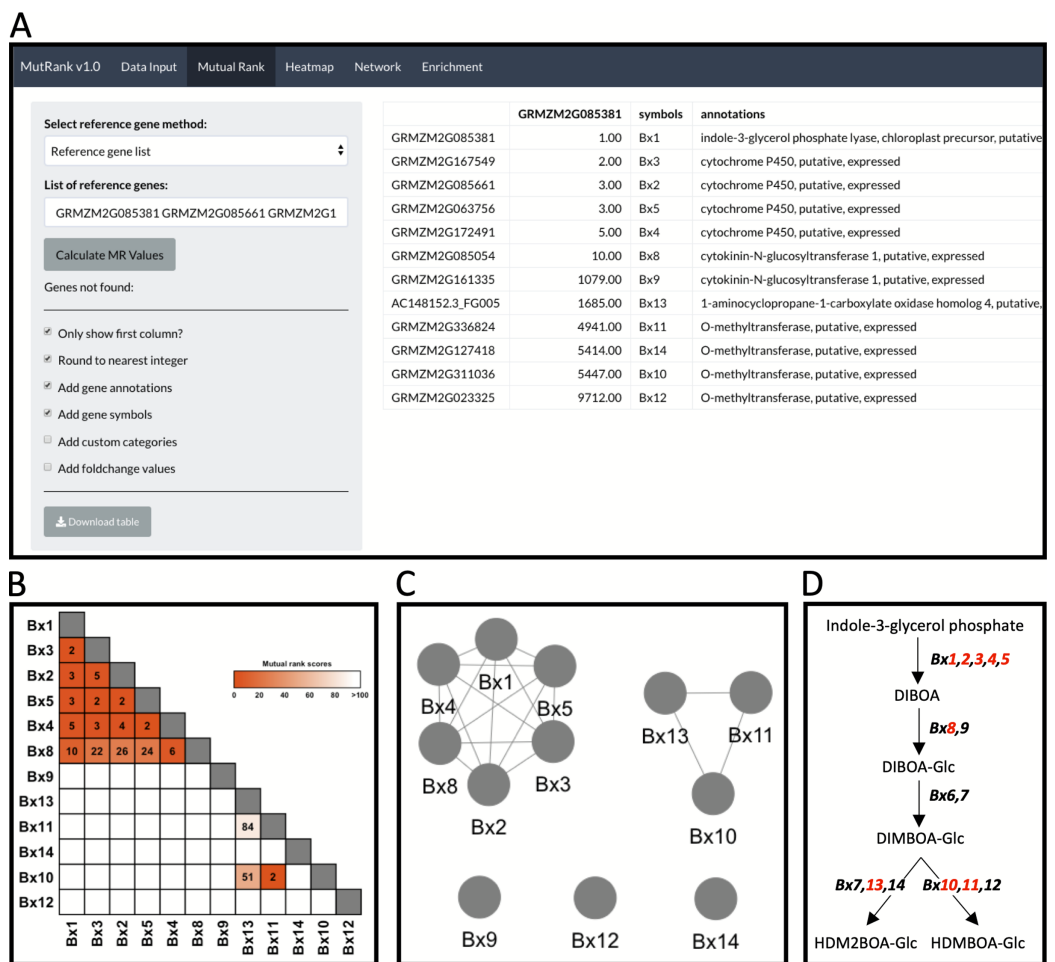 A
MutRank v1.0 Data Input Mutual Rank Heatmap Network Enrichment
Select reference gene method:
Reference gene list
List of reference genes:
GRMZM2G085381 GRMZM2G085661 GRMZM2G1
Calculate MR Values
Genes not found:
Only show first column?
Round to nearest integer
Add gene annotations
Add gene symbols
Add custom categories
Add foldchange values
Download table
GRMZM2G085381 symbols annotations
GRMZM2G085381 1.00 Bx1 indole-3-glycerol phosphate lyase, chloroplast precursor, putative
GRMZM2G167549 2.00 Bx3 cytochrome P450, putative, expressed
GRMZM2G085661 3.00 Bx2 cytochrome P450, putative, expressed
GRMZM2G063756 3.00 Bx5 cytochrome P450, putative, expressed
GRMZM2G172491 5.00 Bx4 cytochrome P450, putative, expressed
GRMZM2G085054 10.00 Bx8 cytokinin-N-glucosyltransferase 1, putative, expressed
GRMZM2G161335 1079.00 Bx9 cytokinin-N-glucosyltransferase 1, putative, expressed
AC148152.3_FG005 1685.00 Bx13 1-aminocyclopropane-1-carboxylate oxidase homolog 4, putative,
GRMZM2G336824 4941.00 Bx11 O-methyltransferase, putative, expressed
GRMZM2G127418 5414.00 Bx14 O-methyltransferase, putative, expressed
GRMZM2G311036 5447.00 Bx10 O-methyltransferase, putative, expressed
GRMZM2G023325 9712.00 Bx12 O-methyltransferase, putative, expressed
B
Bx1
Bx3 2
Bx2 3 5
Bx5 3 2 2
Bx4 5 3 4 2
Bx8 10 22 26 24 6
Bx9
Bx13
Bx11 84
Bx14
Bx10 51 2
Bx12
Bx1 Bx3 Bx2 Bx5 Bx4 Bx8 Bx9 Bx13 Bx11 Bx14 Bx10 Bx12
Mutual rank scores
0 20 40 60 80 >100
C
Bx1
Bx4 Bx5
Bx8 Bx3
Bx2
Bx13 Bx11
Bx10
Bx9 Bx12 Bx14
D
Indole-3-glycerol phosphate
Bx1,2,3,4,5
DIBOA
Bx8,9
DIBOA-Glc
Bx6,7
DIMBOA-Glc
Bx7,13,14 Bx10,11,12
HDM2BOA-Glc HDMBOA-Glc